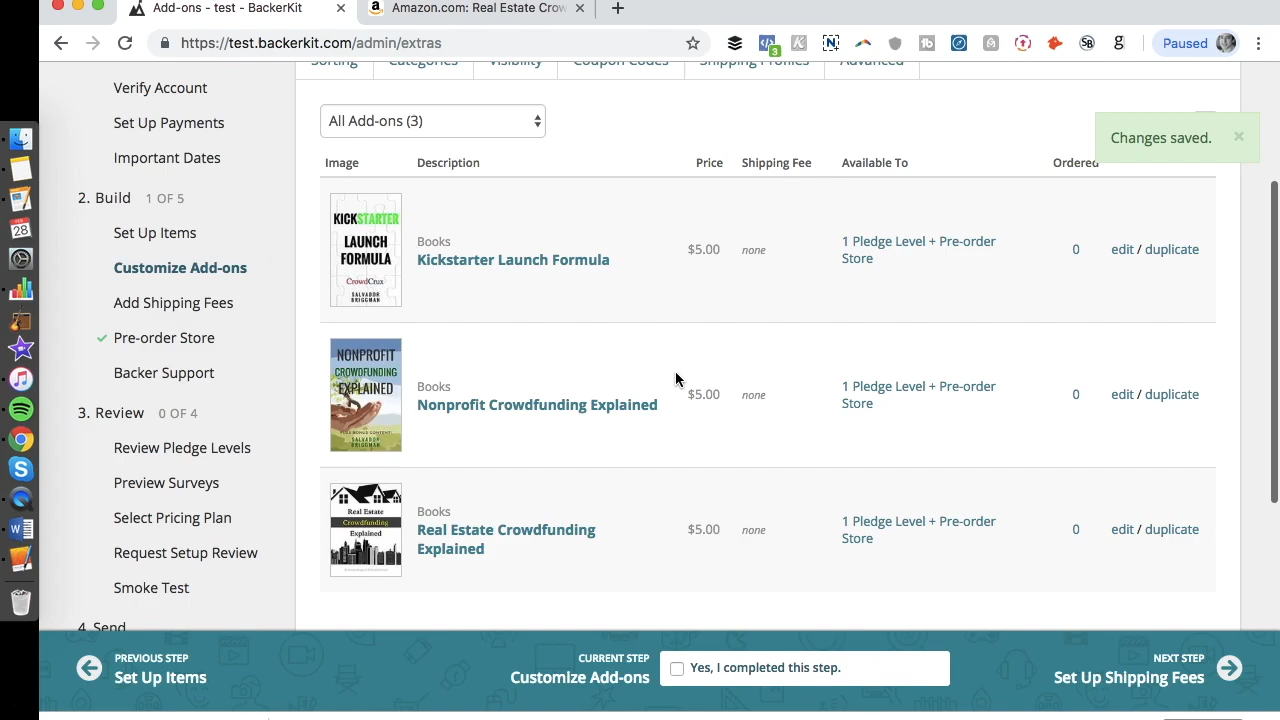 Add-ons - test - BackerKit
Amazon.com: Real Estate Crow
https://test.backerkit.com/admin/extras
3
Paused
Sorting
Categories
Visibility
Coupon Codes
Shipping Profiles
Advanced
Verify Account
Set Up Payments
Important Dates
2. Build 1 OF 5
Set Up Items
Customize Add-ons
Add Shipping Fees
Pre-order Store
Backer Support
3. Review 0 OF 4
Review Pledge Levels
Preview Surveys
Select Pricing Plan
Request Setup Review
Smoke Test
4. Send
All Add-ons (3)
Changes saved.
Image Description Price Shipping Fee Available To Ordered
KICKSTARTER
LAUNCH
FORMULA
CrowdCrux
SALVADOR
BRIGGMAN
Books
Kickstarter Launch Formula
$5.00
none
1 Pledge Level + Pre-order
Store
0
edit / duplicate
NONPROFIT
CROWDFUNDING
EXPLAINED
SALVADOR
BRIGGMAN
Books
Nonprofit Crowdfunding Explained
$5.00
none
1 Pledge Level + Pre-order
Store
0
edit / duplicate
Real Estate
Crowdfunding
Explained
Books
Real Estate Crowdfunding
Explained
$5.00
none
1 Pledge Level + Pre-order
Store
0
edit / duplicate
PREVIOUS STEP
Set Up Items
CURRENT STEP
Customize Add-ons
Yes, I completed this step.
NEXT STEP
Set Up Shipping Fees